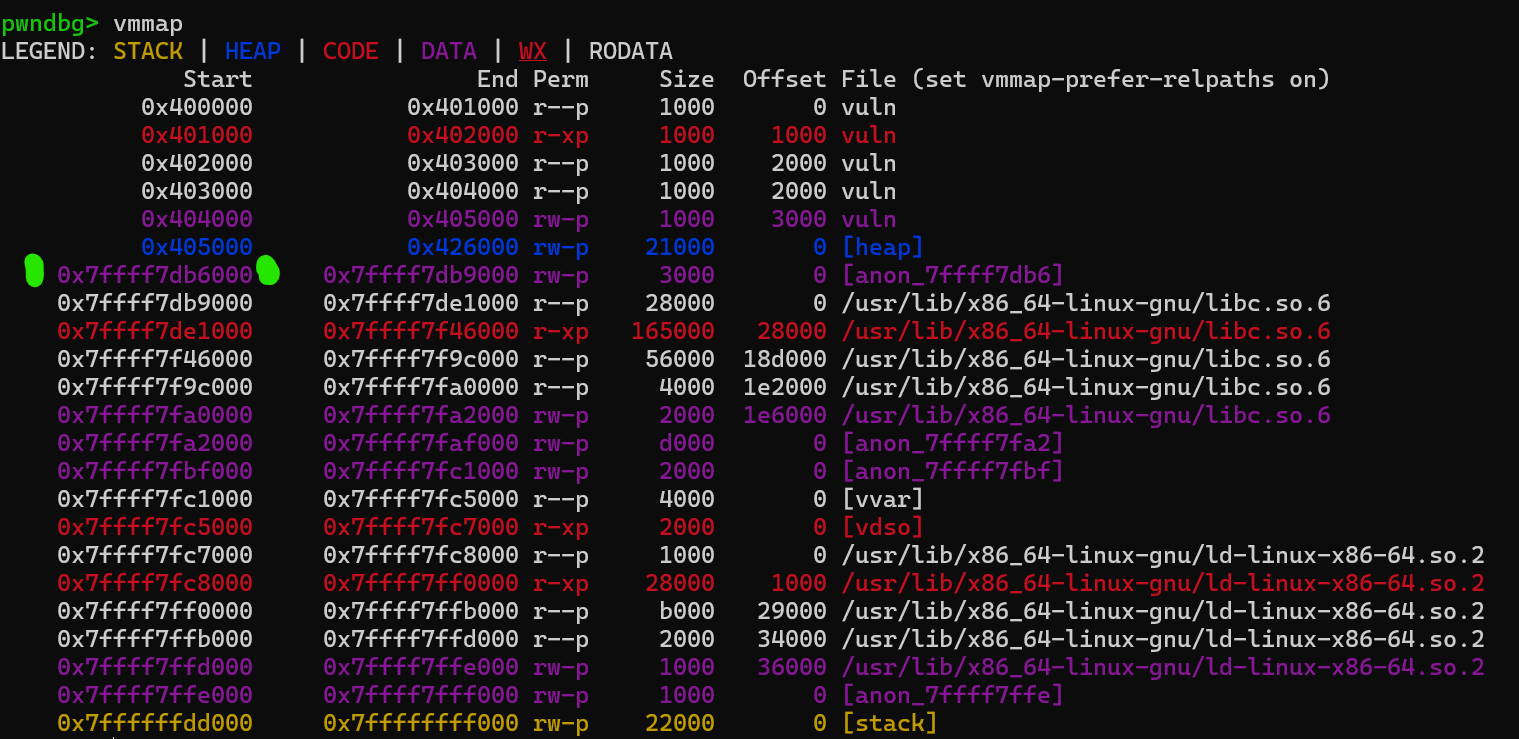 pwndbg> vmmap
LEGEND: STACK | HEAP | CODE | DATA | WX | RODATA
Start End Perm Size Offset File (set vmmap-prefer-relpaths on)
0x400000 0x401000 r--p 1000 0 vuln
0x401000 0x402000 r-xp 1000 1000 vuln
0x402000 0x403000 r--p 1000 2000 vuln
0x403000 0x404000 r--p 1000 2000 vuln
0x404000 0x405000 rw-p 1000 3000 vuln
0x405000 0x426000 rw-p 21000 0 [heap]
0x7ffff7db6000 0x7ffff7db9000 rw-p 3000 0 [anon_7ffff7db6]
0x7ffff7db9000 0x7ffff7de1000 r--p 28000 0 /usr/lib/x86_64-linux-gnu/libc.so.6
0x7ffff7de1000 0x7ffff7f46000 r-xp 165000 28000 /usr/lib/x86_64-linux-gnu/libc.so.6
0x7ffff7f46000 0x7ffff7f9c000 r--p 56000 18d000 /usr/lib/x86_64-linux-gnu/libc.so.6
0x7ffff7f9c000 0x7ffff7fa0000 r--p 4000 1e2000 /usr/lib/x86_64-linux-gnu/libc.so.6
0x7ffff7fa0000 0x7ffff7fa2000 rw-p 2000 1e6000 /usr/lib/x86_64-linux-gnu/libc.so.6
0x7ffff7fa2000 0x7ffff7faf000 rw-p d000 0 [anon_7ffff7fa2]
0x7ffff7fbf000 0x7ffff7fc1000 rw-p 2000 0 [anon_7ffff7fbf]
0x7ffff7fc1000 0x7ffff7fc5000 r--p 4000 0 [vvar]
0x7ffff7fc5000 0x7ffff7fc7000 r-xp 2000 0 [vdso]
0x7ffff7fc7000 0x7ffff7fc8000 r--p 1000 0 /usr/lib/x86_64-linux-gnu/ld-linux-x86-64.so.2
0x7ffff7fc8000 0x7ffff7ff0000 r-xp 28000 1000 /usr/lib/x86_64-linux-gnu/ld-linux-x86-64.so.2
0x7ffff7ff0000 0x7ffff7ffb000 r--p b000 29000 /usr/lib/x86_64-linux-gnu/ld-linux-x86-64.so.2
0x7ffff7ffb000 0x7ffff7ffd000 r--p 2000 34000 /usr/lib/x86_64-linux-gnu/ld-linux-x86-64.so.2
0x7ffff7ffd000 0x7ffff7ffe000 rw-p 1000 36000 /usr/lib/x86_64-linux-gnu/ld-linux-x86-64.so.2
0x7ffff7ffe000 0x7ffff7fff000 rw-p 1000 0 [anon_7ffff7ffe]
0x7ffffffdd000 0x7ffffffff000 rw-p 22000 0 [stack]